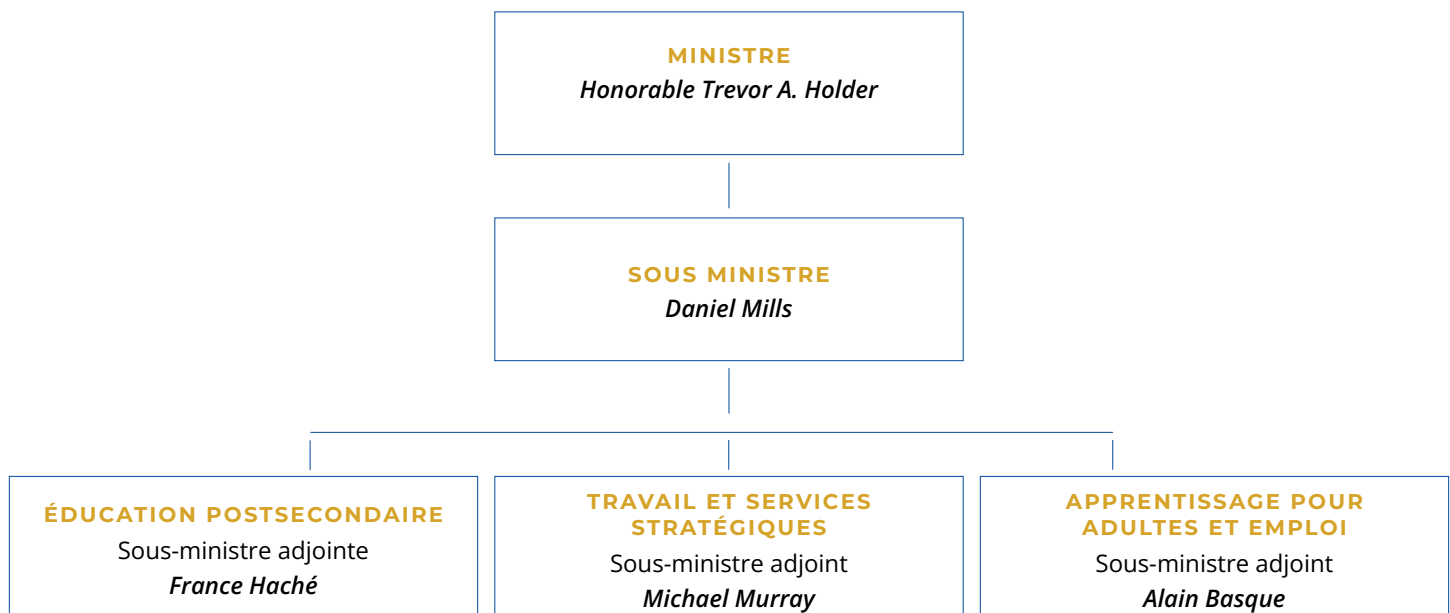 MINISTRE
Honorable Trevor A. Holder
SOUS MINISTRE
Daniel Mills
ÉDUCATION POSTSECONDAIRE
Sous-ministre adjointe
France Haché
TRAVAIL ET SERVICES
STRATÉGIQUES
Sous-ministre adjoint
Michael Murray
APPRENTISSAGE POUR
ADULTES ET EMPLOI
Sous-ministre adjoint
Alain Basque